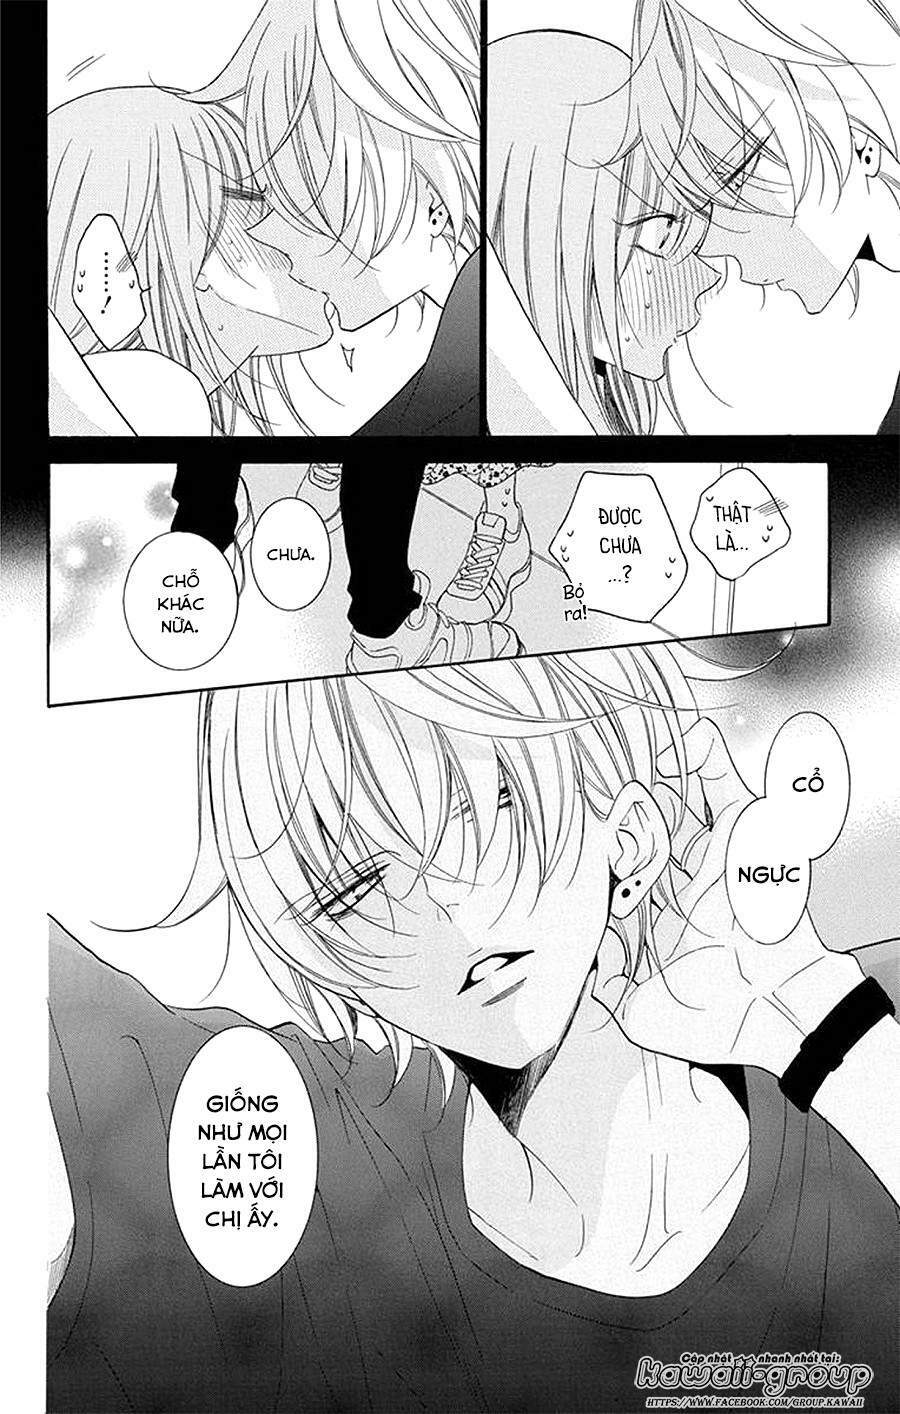 ......!
THẬT
LÀ...
ĐƯỢC
CHƯA
...?
Bỏ
ra!
CHƯA.
CHỖ
KHÁC
NỮA.
CỔ
NGỰC
GIỐNG
NHƯ MỌI
LẦN TÔI
LÀM VỚI
CHỊ ẤY.
Cập nhật nhanh nhất tại:
kawaii-group
HTTPS://WWW.FACEBOOK.COM/GROUP.KAWAII